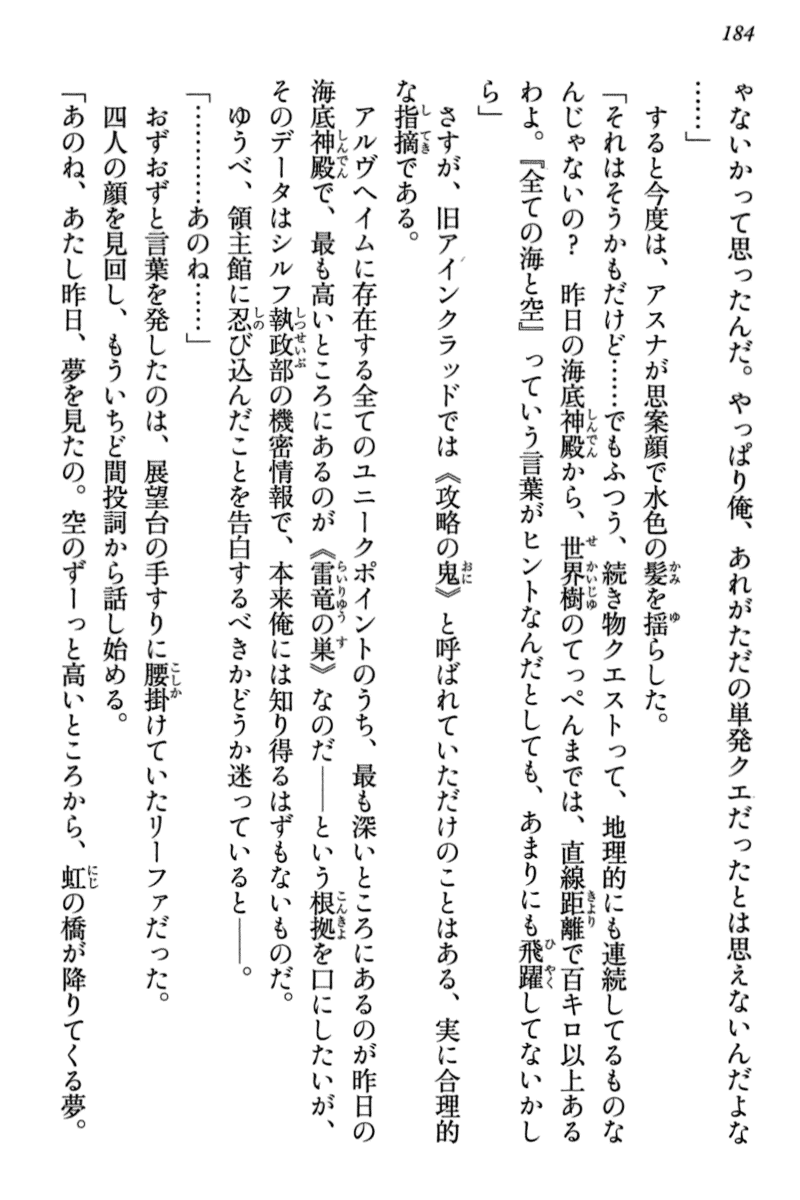 184
ゃないかって思ったんだ。やっぱり俺、あれがただの単発クエだったとは思えないんだよな
……」
すると今度は、アスナが思案顔で水色の髪を揺らした。
「それはそうかもだけど……でもふつう、続き物クエストって、地理的にも連続してるものな
んじゃないの？　昨日の海底神殿から、世界樹のてっぺんまでは、直線距離で百キロ以上ある
わよ。『全ての海と空』っていう言葉がヒントなんだとしても、あまりにも飛躍してないかし
ら」
さすが、旧アインクラッドでは《攻略の鬼》と呼ばれていただけのことはある、実に合理的
な指摘である。
アルヴヘイムに存在する全てのユニークポイントのうち、最も深いところにあるのが昨日の
海底神殿で、最も高いところにあるのが《雷竜の巣》なのだ――という根拠を口にしたいが、
そのデータはシルフ執政部の機密情報で、本来俺には知り得るはずもないものだ。
ゆうべ、領主館に忍び込んだことを告白するべきかどうか迷っていると――。
「…………あのね……」
おずおずと言葉を発したのは、展望台の手すりに腰掛けていたリーファだった。
四人の顔を見回し、もういちど間投詞から話し始める。
「あのね、あたし昨日、夢を見たの。空のずーっと高いところから、虹の橋が降りてくる夢。